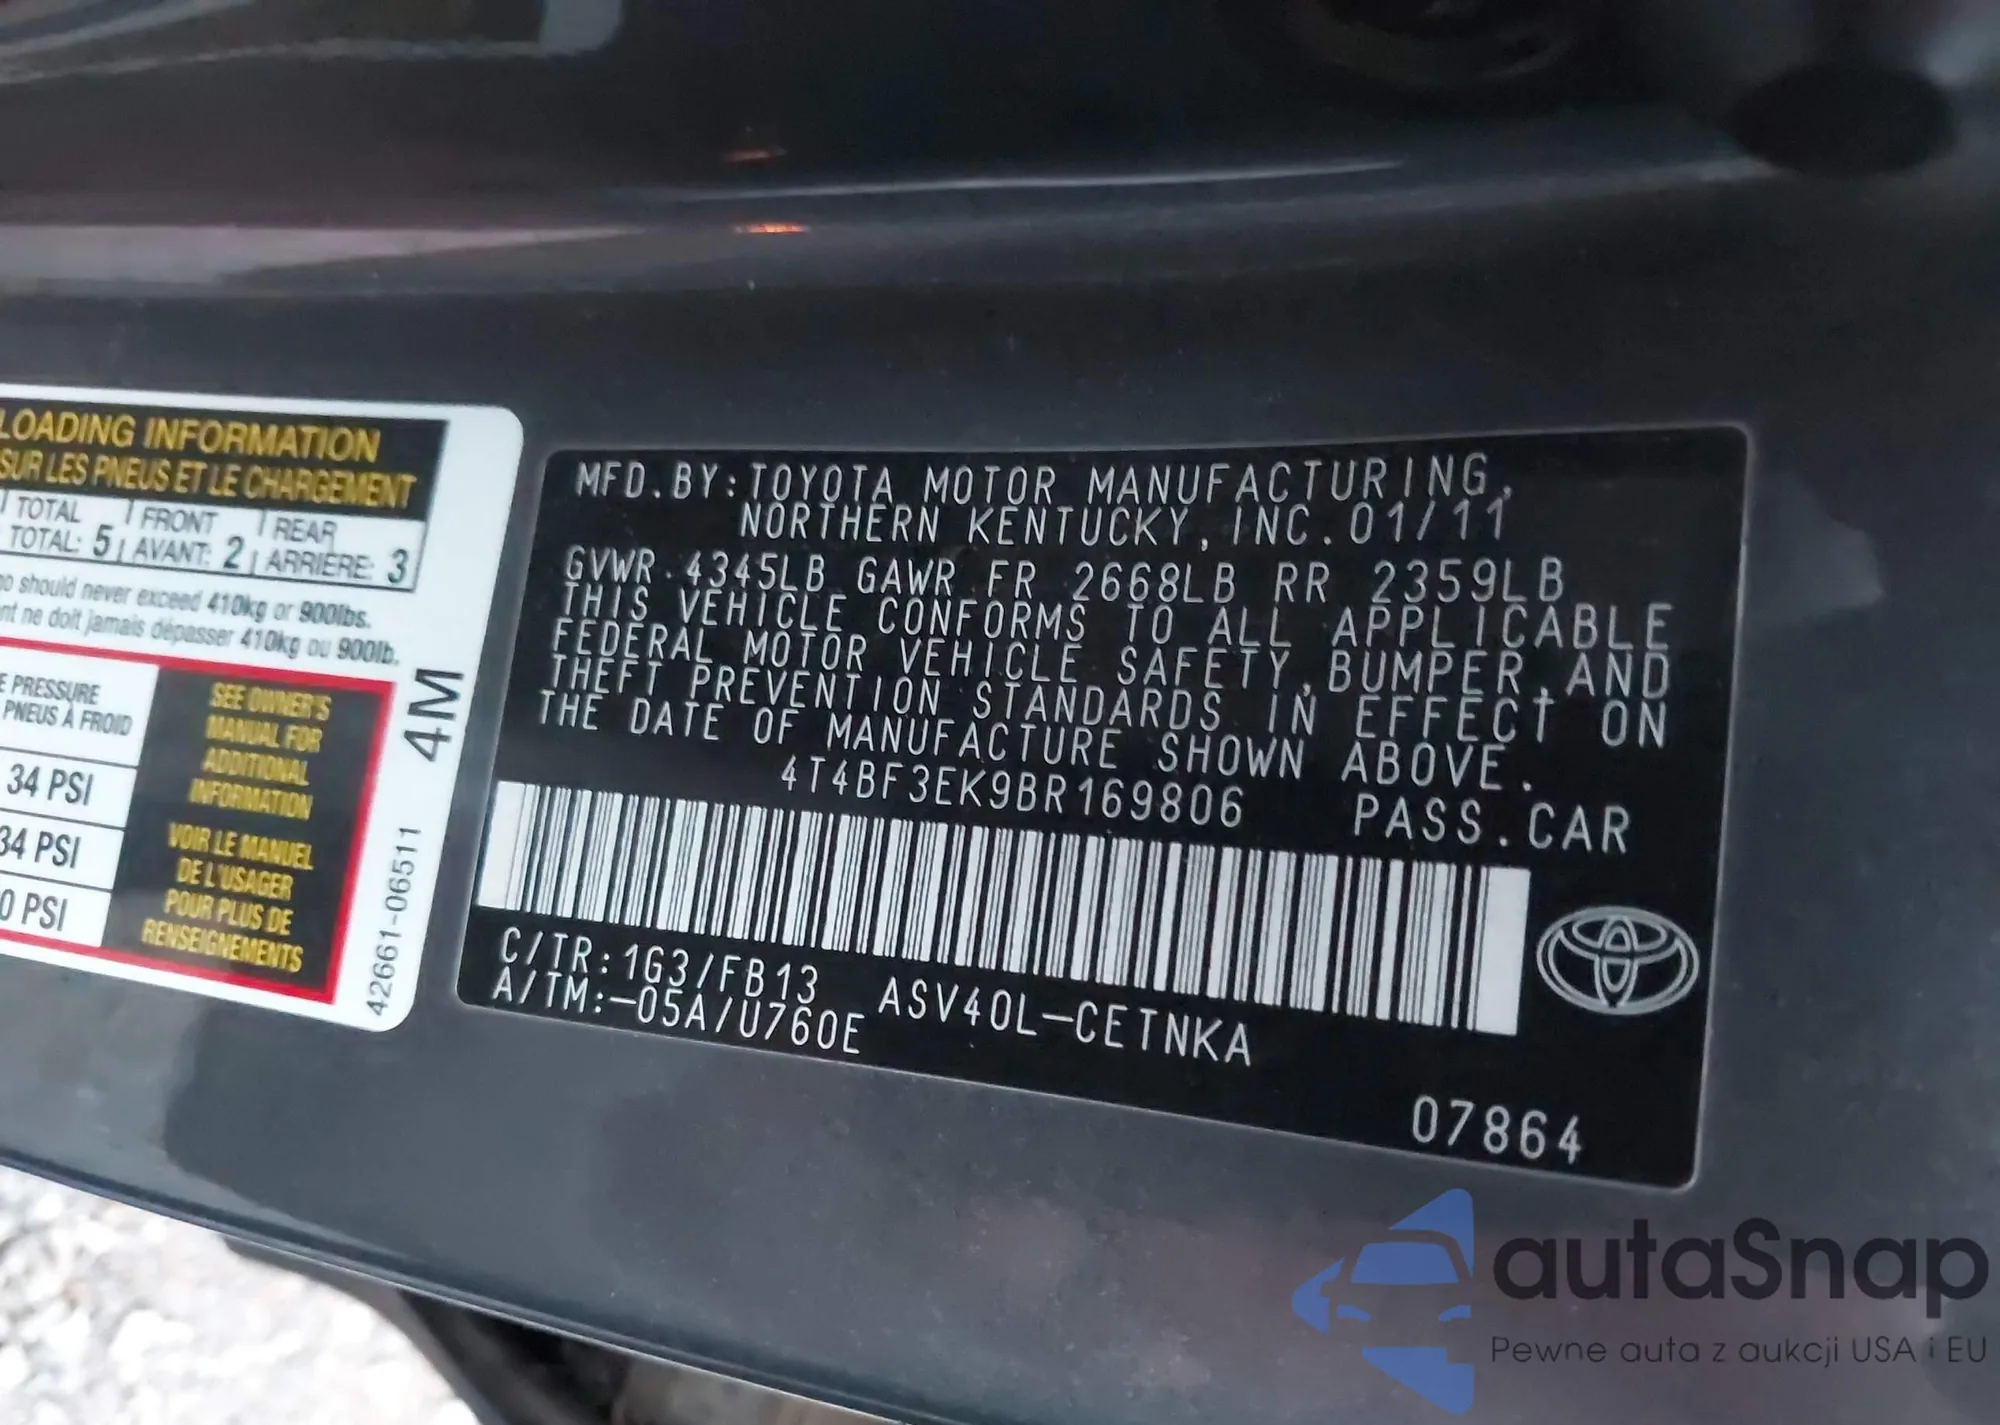 LOADING INFORMATION
SUR LES PNEUS ET LE CHARGEMENT
TOTAL FRONT REAR
TOTAL: 5 AVANT: 2 ARRIÈRE: 3
should never exceed 410kg or 900lbs.
ne doit jamais dépasser 410kg ou 900lb.
PRESSURE
PNEUS À FROID
34 PSI
34 PSI
0 PSI
SEE OWNER'S
MANUAL FOR
ADDITIONAL
INFORMATION
VOIR LE MANUEL
DE L'USAGER
POUR PLUS DE
RENSEIGNEMENTS
4M
42661-06511
MFD.BY:TOYOTA MOTOR MANUFACTURING,
NORTHERN KENTUCKY, INC.01/11
GVWR 4345LB GAWR FR 2668LB RR 2359LB
THIS VEHICLE CONFORMS TO ALL APPLICABLE
FEDERAL MOTOR VEHICLE SAFETY,BUMPER,AND
THEFT PREVENTION STANDARDS IN EFFECT ON
THE DATE OF MANUFACTURE SHOWN ABOVE.
4T4BF3EK9BR169806 PASS.CAR
C/TR:1G3/FB13 ASV40L-CETNKA
A/TM:-05A/U760E
07864
autaSnap
Pewne auta z aukcji USA i EU